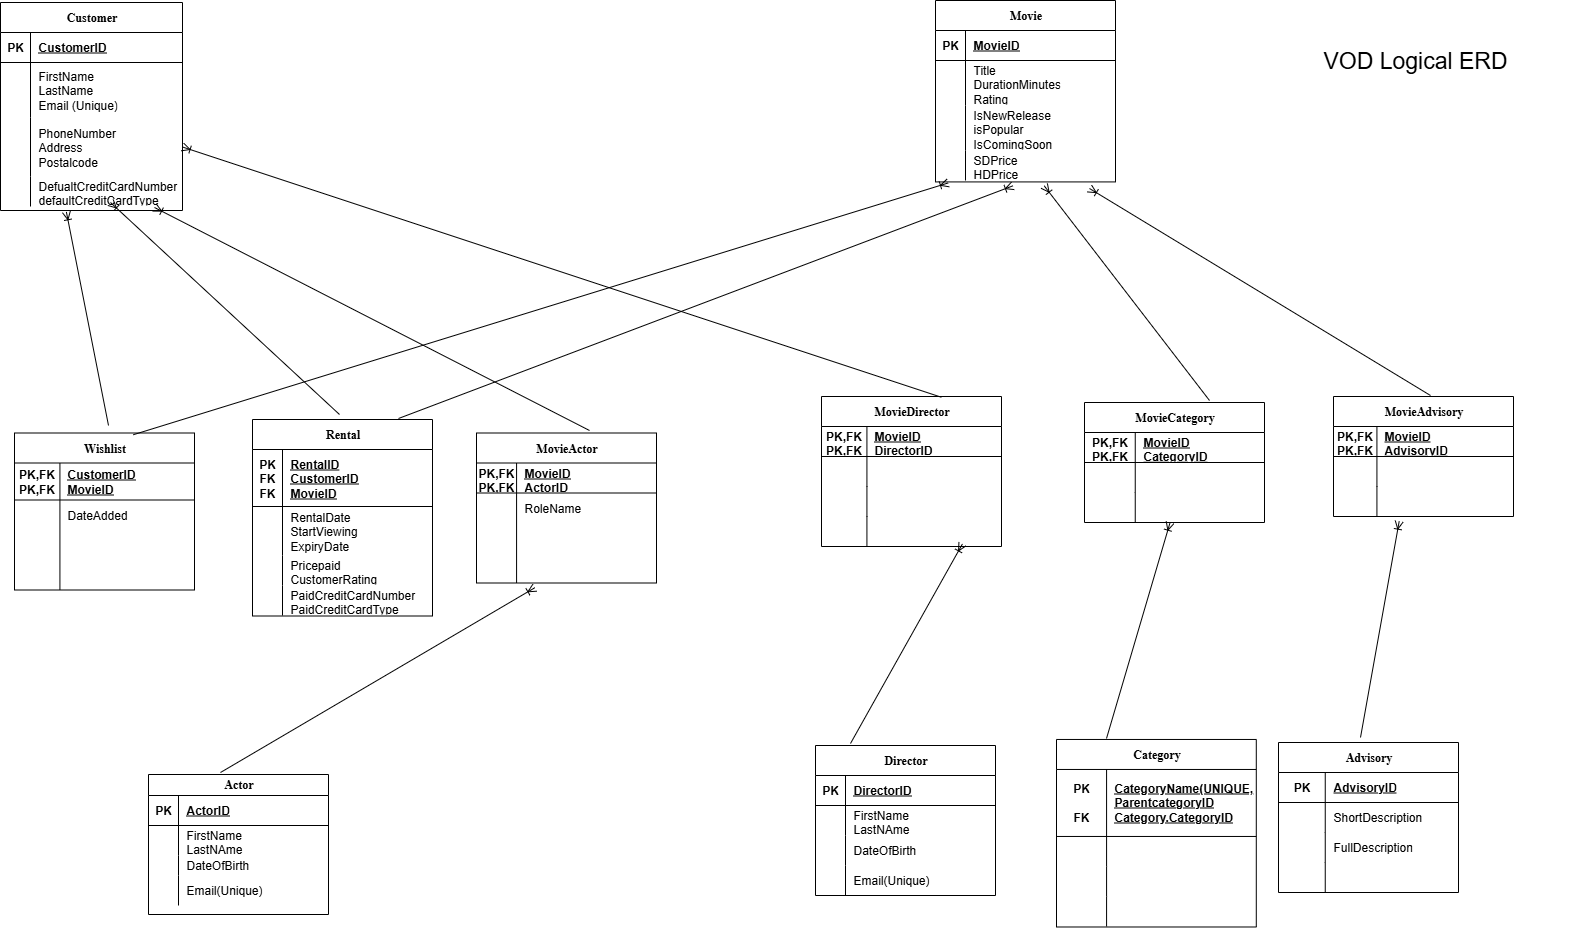 Customer
PK CustomerID
FirstName
LastName
Email (Unique)
PhoneNumber
Address
Postalcode
DefualtCreditCardNumber
defaultCreditCardType
Movie
PK MovieID
Title
DurationMinutes
Rating
IsNewRelease
isPopular
IsComingSoon
SDPrice
HDPrice
VOD Logical ERD
Wishlist
PK,FK CustomerID
PK,FK MovieID
DateAdded
Rental
PK RentalID
FK CustomerID
FK MovieID
RentalDate
StartViewing
ExpiryDate
Pricepaid
CustomerRating
PaidCreditCardNumber
PaidCreditCardType
MovieActor
PK,FK MovieID
PK,FK ActorID
RoleName
MovieDirector
PK,FK MovieID
PK,FK DirectorID
MovieCategory
PK,FK MovieID
PK,FK CategoryID
MovieAdvisory
PK,FK MovieID
PK,FK AdvisoryID
Actor
PK ActorID
FirstName
LastNAme
DateOfBirth
Email(Unique)
Director
PK DirectorID
FirstName
LastNAme
DateOfBirth
Email(Unique)
Category
PK CategoryName(UNIQUE,
ParentcategoryID
FK Category.CategoryID
Advisory
PK AdvisoryID
ShortDescription
FullDescription